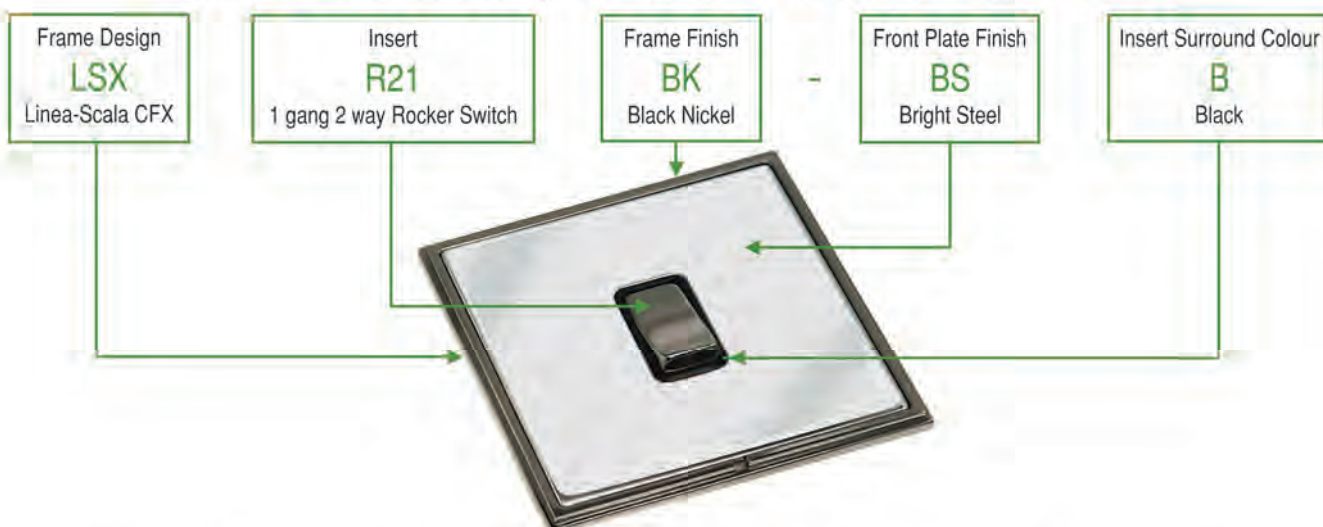 Frame Design
LSX
Linea-Scala CFX
Insert
R21
1 gang 2 way Rocker Switch
Frame Finish
BK
Black Nickel
-
Front Plate Finish
BS
Bright Steel
Insert Surround Colour
B
Black